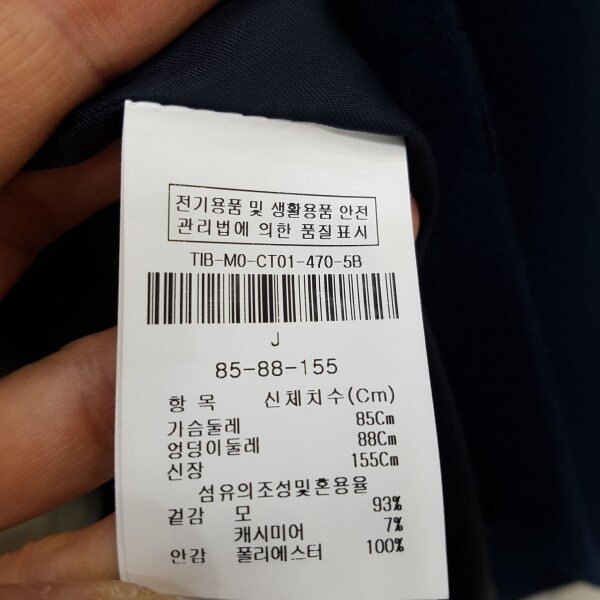 전기용품 및 생활용품 안전
관리법에 의한 품질표시
TIB-MO-CT01-470-5B
J
85-88-155
항 목 신체치수(Cm)
가슴둘레 85Cm
엉덩이둘레 88Cm
신장 155Cm
섬유의조성및혼용율
겉감 모 93%
캐시미어 7%
안감 폴리에스터 100%